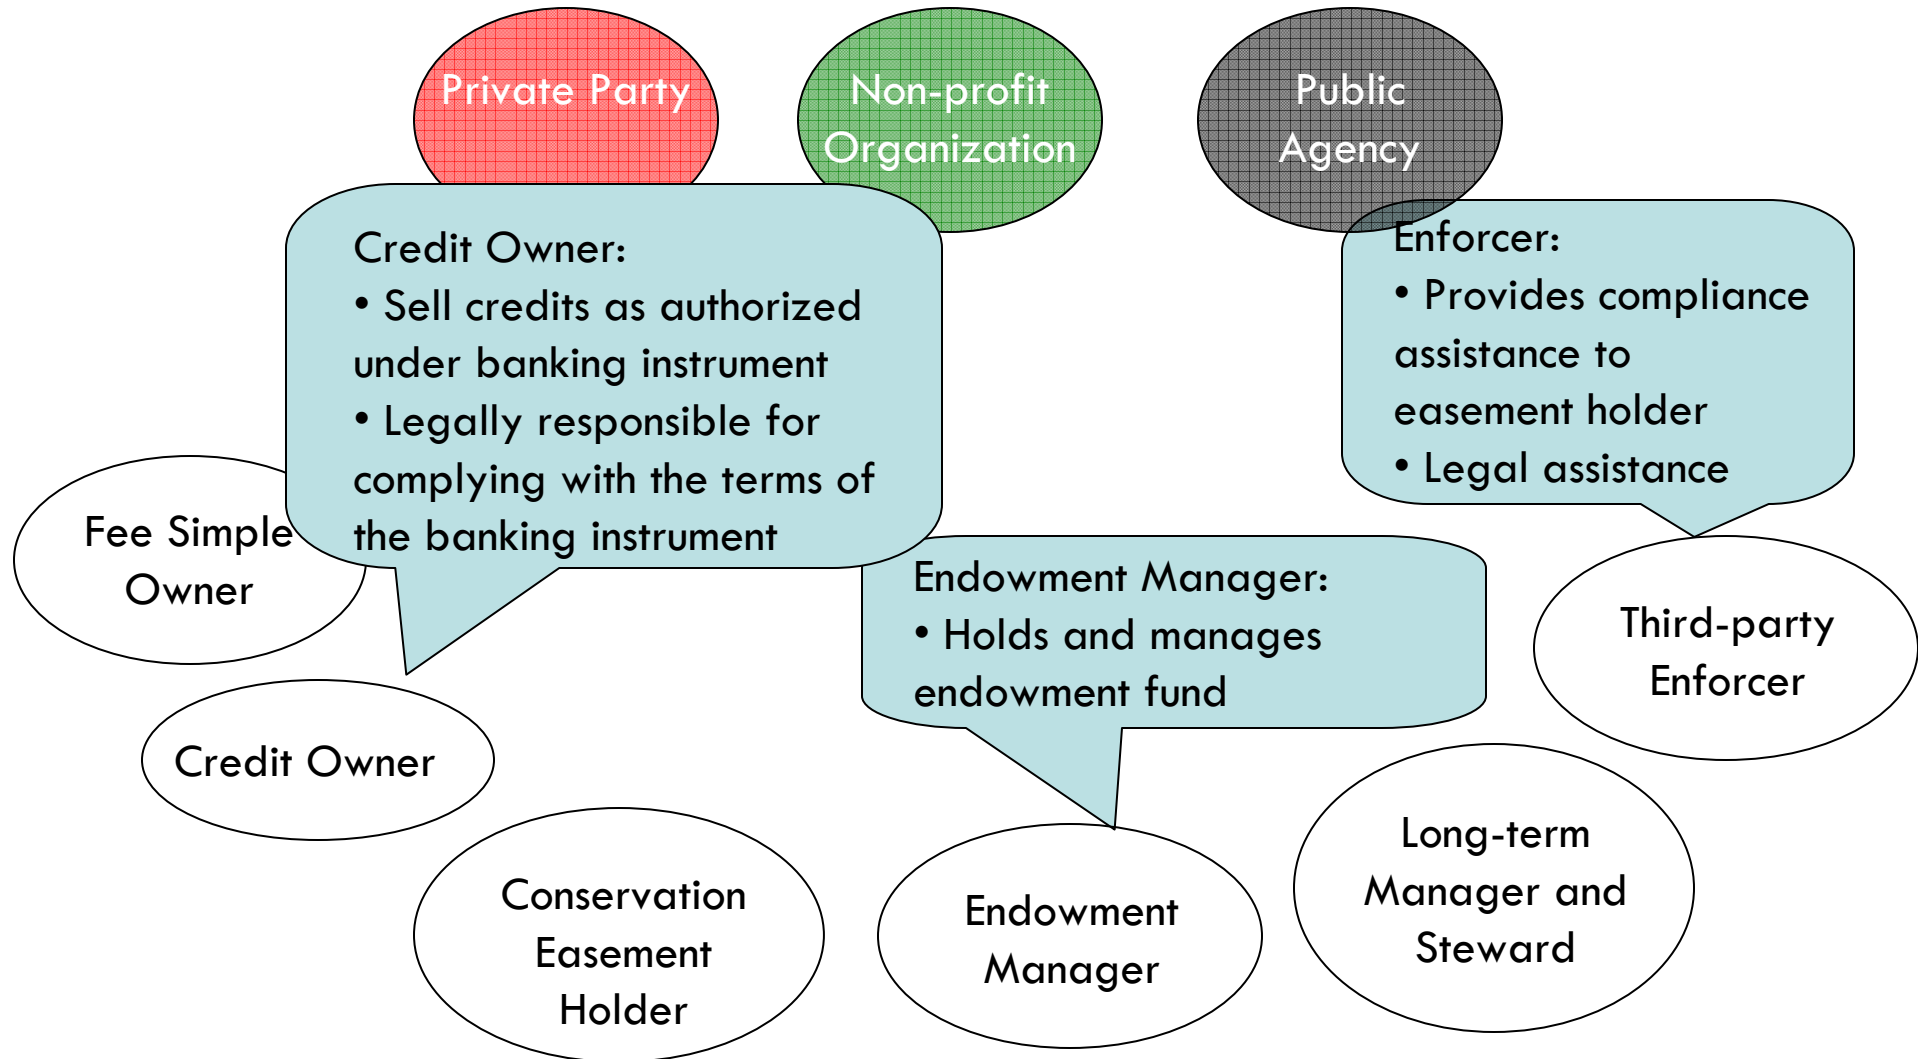 Private Party
Non-profit
Organization
Public
Agency
Credit Owner:
• Sell credits as authorized
under banking instrument
• Legally responsible for
complying with the terms of
the banking instrument
Enforcer:
• Provides compliance
assistance to
easement holder
• Legal assistance
Fee Simple
Owner
Endowment Manager:
• Holds and manages
endowment fund
Third-party
Enforcer
Credit Owner
Conservation
Easement
Holder
Endowment
Manager
Long-term
Manager and
Steward